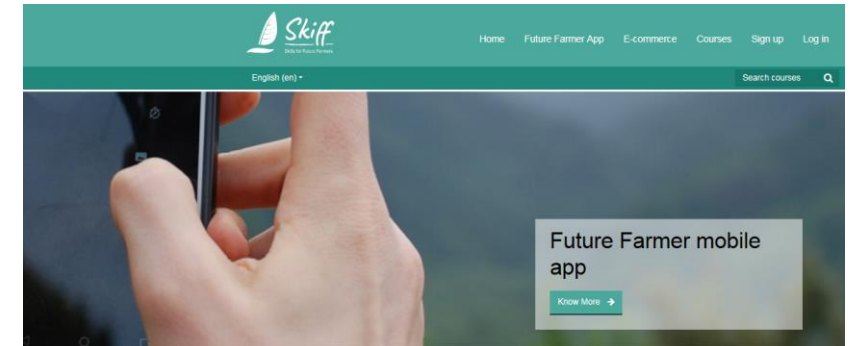 Skiff
Skills for Future Farmers
Home Future Farmer App E-commerce Courses Sign up Log in
English (en)
Search courses
Future Farmer mobile
app
Know More